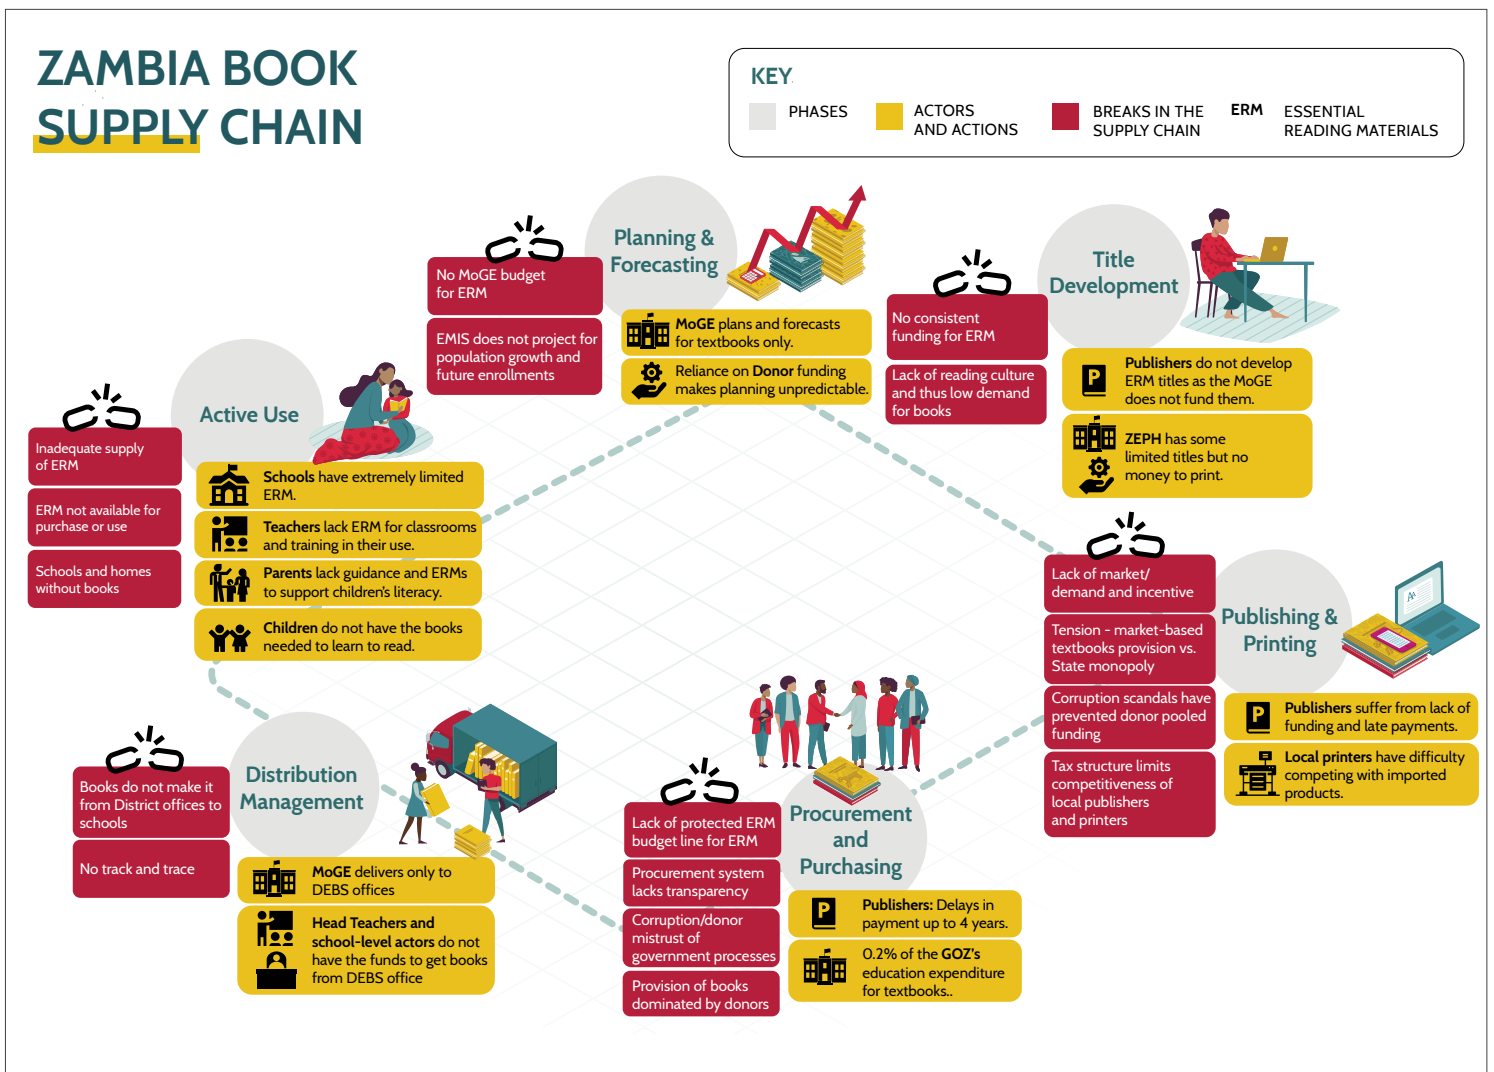 ZAMBIA BOOK
SUPPLY CHAIN
KEY
PHASES
ACTORS
AND ACTIONS
BREAKS IN THE
SUPPLY CHAIN
ERM
ESSENTIAL
READING MATERIALS
Planning &
Forecasting
No MoGE budget
for ERM
EMIS does not project for
population growth and
future enrollments
MoGE plans and forecasts
for textbooks only.
Reliance on Donor funding
makes planning unpredictable.
Title
Development
No consistent
funding for ERM
Lack of reading culture
and thus low demand
for books
P
Publishers do not develop
ERM titles as the MoGE
does not fund them.
ZEPH has some
limited titles but no
money to print.
Publishing &
Printing
Lack of market/
demand and incentive
Tension - market-based
textbooks provision vs.
State monopoly
Corruption scandals have
prevented donor pooled
funding
Tax structure limits
competitiveness of
local publishers
and printers
P
Publishers suffer from lack of
funding and late payments.
Local printers have difficulty
competing with imported
products.
Procurement
and
Purchasing
Lack of protected ERM
budget line for ERM
Procurement system
lacks transparency
Corruption/donor
mistrust of
government processes
Provision of books
dominated by donors
P
Publishers: Delays in
payment up to 4 years.
0.2% of the GOZ's
education expenditure
for textbooks..
Distribution
Management
Books do not make it
from District offices to
schools
No track and trace
MoGE delivers only to
DEBS offices
Head Teachers and
school-level actors do not
have the funds to get books
from DEBS office
Active Use
Inadequate supply
of ERM
ERM not available for
purchase or use
Schools and homes
without books
Schools have extremely limited
ERM.
Teachers lack ERM for classrooms
and training in their use.
Parents lack guidance and ERMs
to support children's literacy.
Children do not have the books
needed to learn to read.